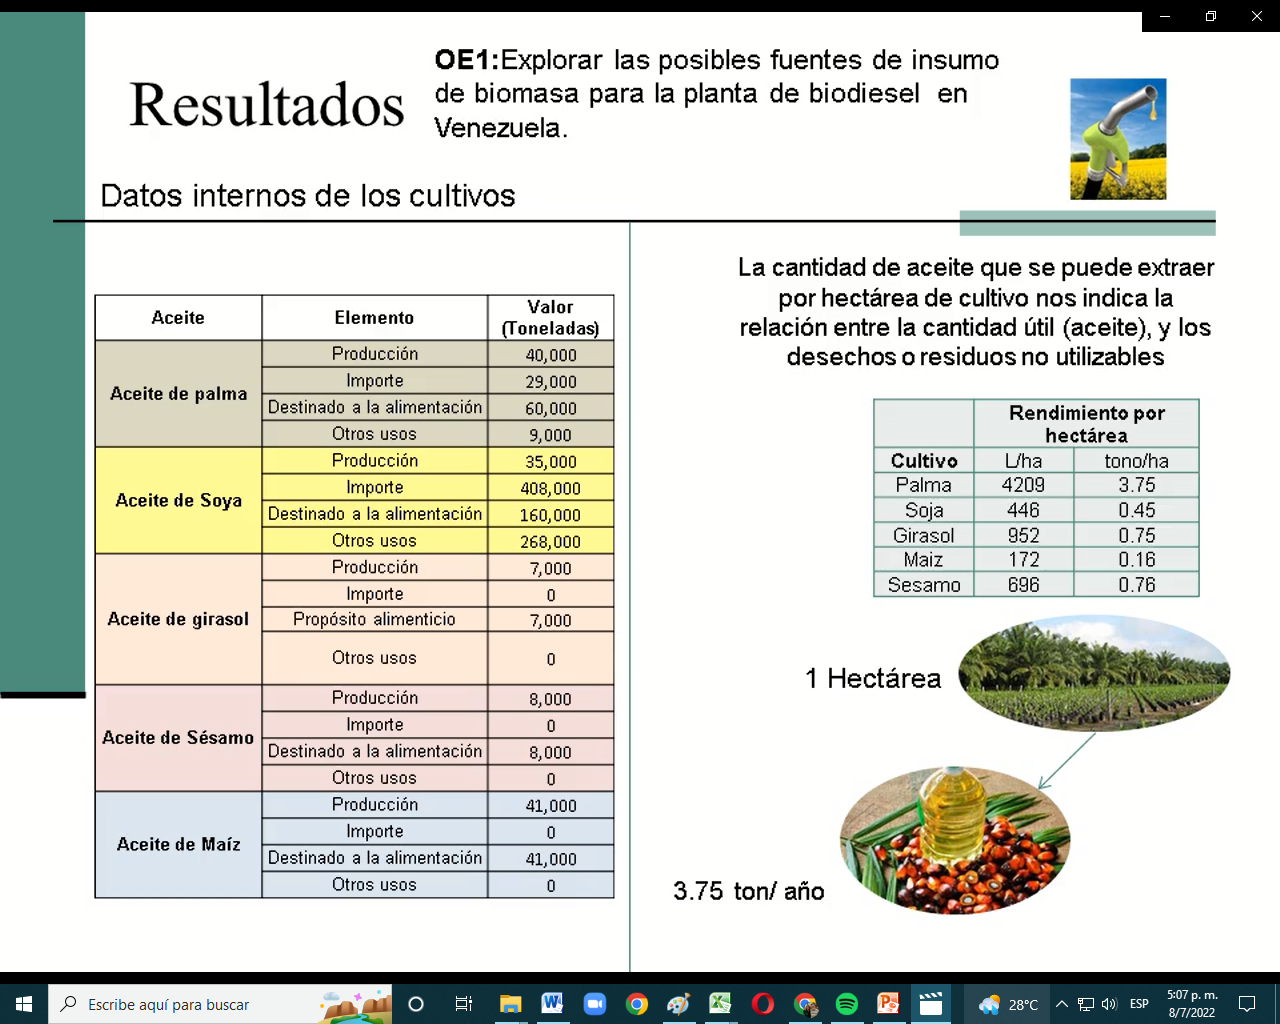 Resultados
OE1:Explorar las posibles fuentes de insumo
de biomasa para la planta de biodiesel en
Venezuela.
Datos internos de los cultivos
Aceite Elemento Valor
(Toneladas)
Aceite de palma
Producción 40,000
Importe 29,000
Destinado a la alimentación 60,000
Otros usos 9,000
Aceite de Soya
Producción 35,000
Importe 408,000
Destinado a la alimentación 160,000
Otros usos 268,000
Aceite de girasol
Producción 7,000
Importe 0
Propósito alimenticio 7,000
Otros usos 0
Aceite de Sésamo
Producción 8,000
Importe 0
Destinado a la alimentación 8,000
Otros usos 0
Aceite de Maíz
Producción 41,000
Importe 0
Destinado a la alimentación 41,000
Otros usos 0
La cantidad de aceite que se puede extraer
por hectárea de cultivo nos indica la
relación entre la cantidad útil (aceite), y los
desechos o residuos no utilizables
Rendimiento por
hectárea
Cultivo L/ha tono/ha
Palma 4209 3.75
Soja 446 0.45
Girasol 952 0.75
Maiz 172 0.16
Sesamo 696 0.76
1 Hectárea
3.75 ton/ año
Escribe aquí para buscar
28°C
ESP
5:07 p. m.
8/7/2022